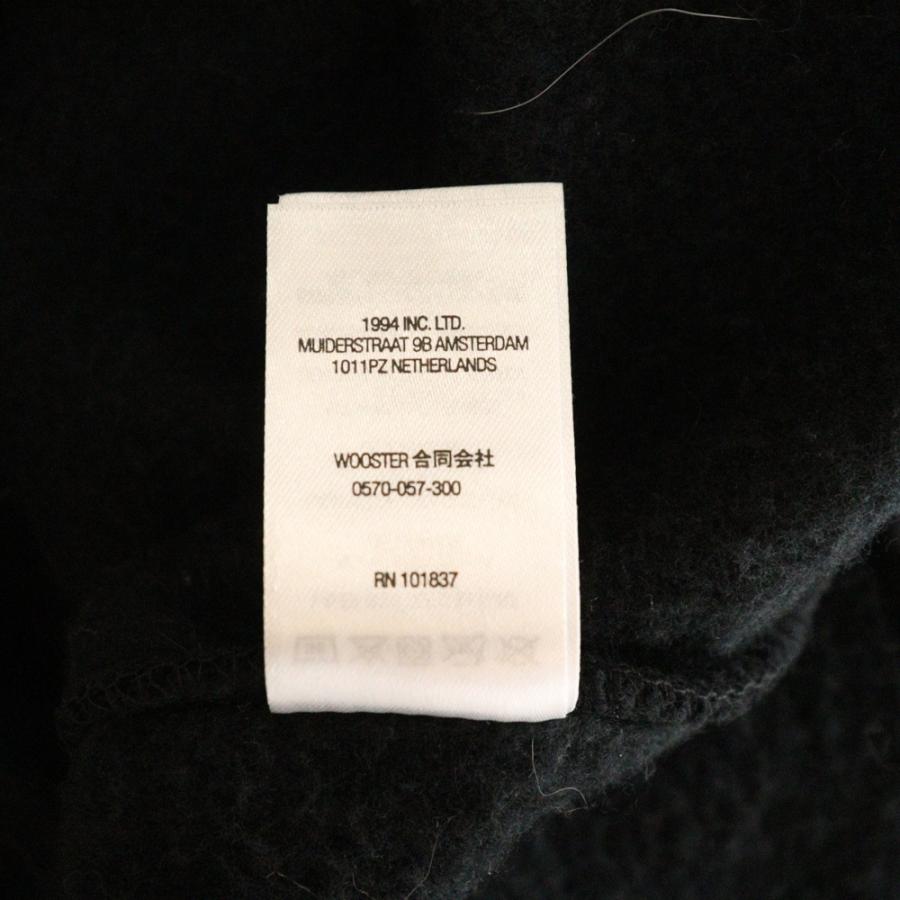 1994 INC. LTD.
MUIDERSTRAAT 9B AMSTERDAM
1011PZ NETHERLANDS
WOOSTER 合同会社
0570-057-300
RN 101837